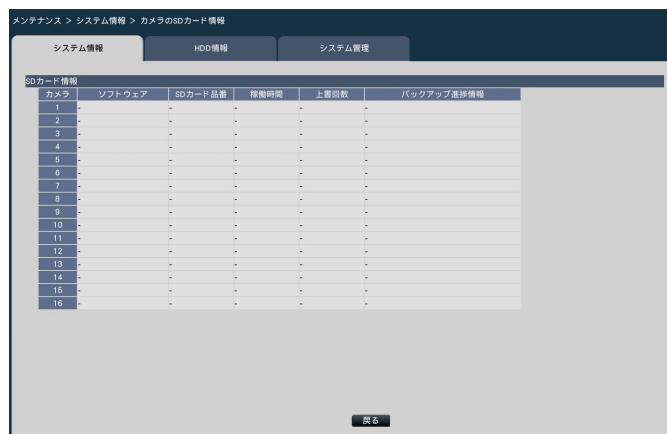 メンテナンス > システム情報 > カメラのSDカード情報
システム情報 HDD情報 システム管理
SDカード情報
カメラ ソフトウェア SDカード品番 稼働時間 上書回数 バックアップ進捗情報
1 - - - - -
2 - - - - -
3 - - - - -
4 - - - - -
5 - - - - -
6 - - - - -
7 - - - - -
8 - - - - -
9 - - - - -
10 - - - - -
11 - - - - -
12 - - - - -
13 - - - - -
14 - - - - -
15 - - - - -
16 - - - - -
戻る